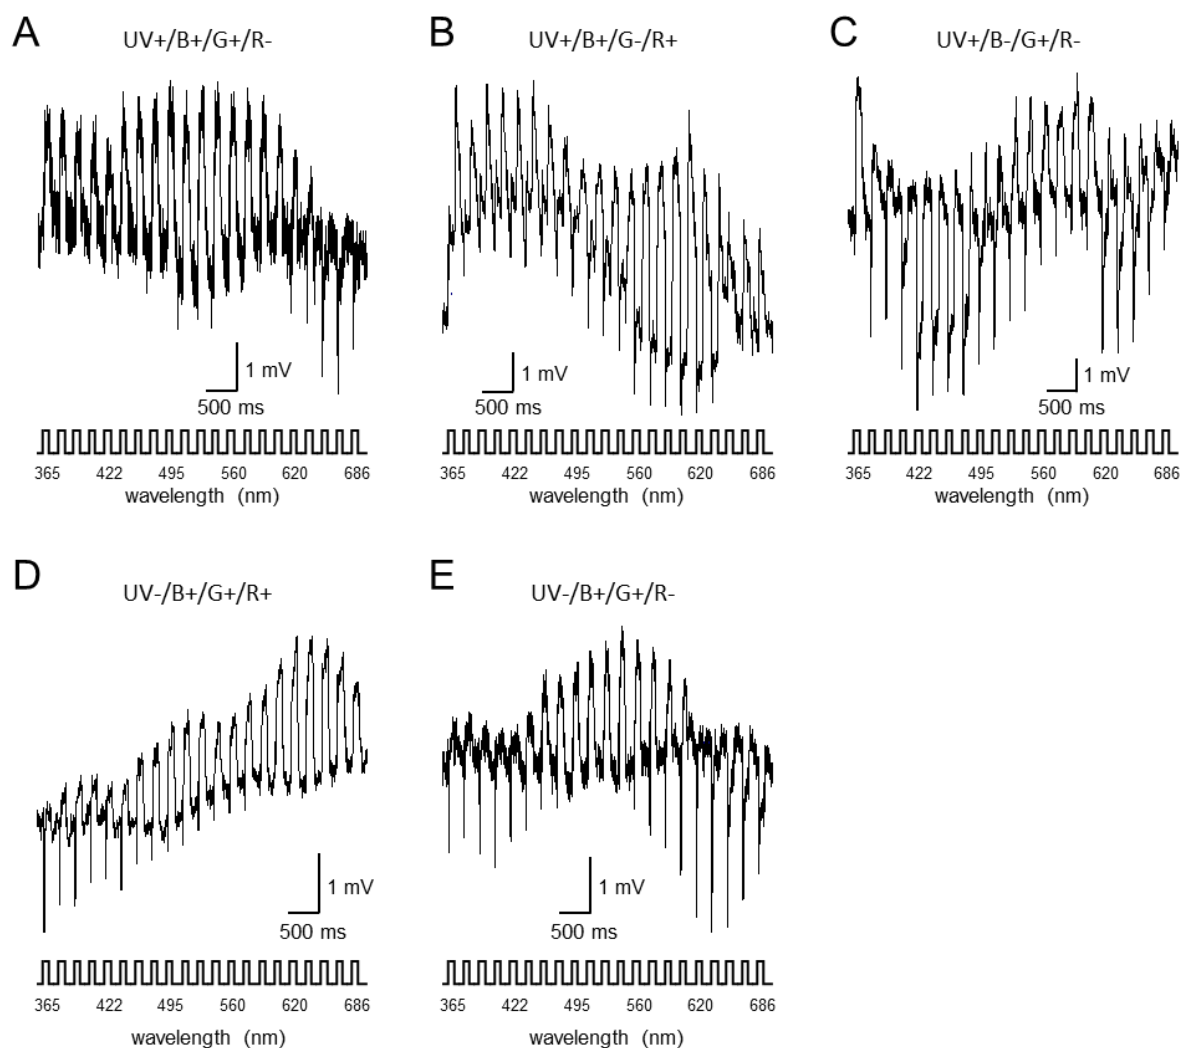 A
UV+/B+/G+/R-
1 mV
500 ms
365 422 495 560 620 686
wavelength (nm)
B
UV+/B+/G-/R+
1 mV
500 ms
365 422 495 560 620 686
wavelength (nm)
C
UV+/B-/G+/R-
1 mV
500 ms
365 422 495 560 620 686
wavelength (nm)
D
UV-/B+/G+/R+
1 mV
500 ms
365 422 495 560 620 686
wavelength (nm)
E
UV-/B+/G+/R-
1 mV
500 ms
365 422 495 560 620 686
wavelength (nm)